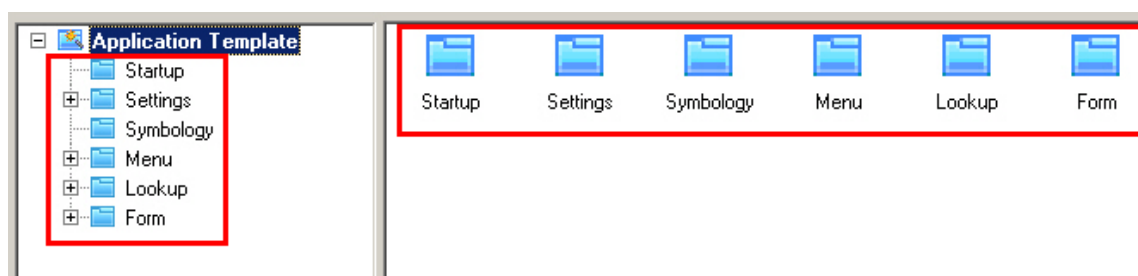 Application Template
Startup
Settings
Symbology
Menu
Lookup
Form
Startup Settings Symbology Menu Lookup Form